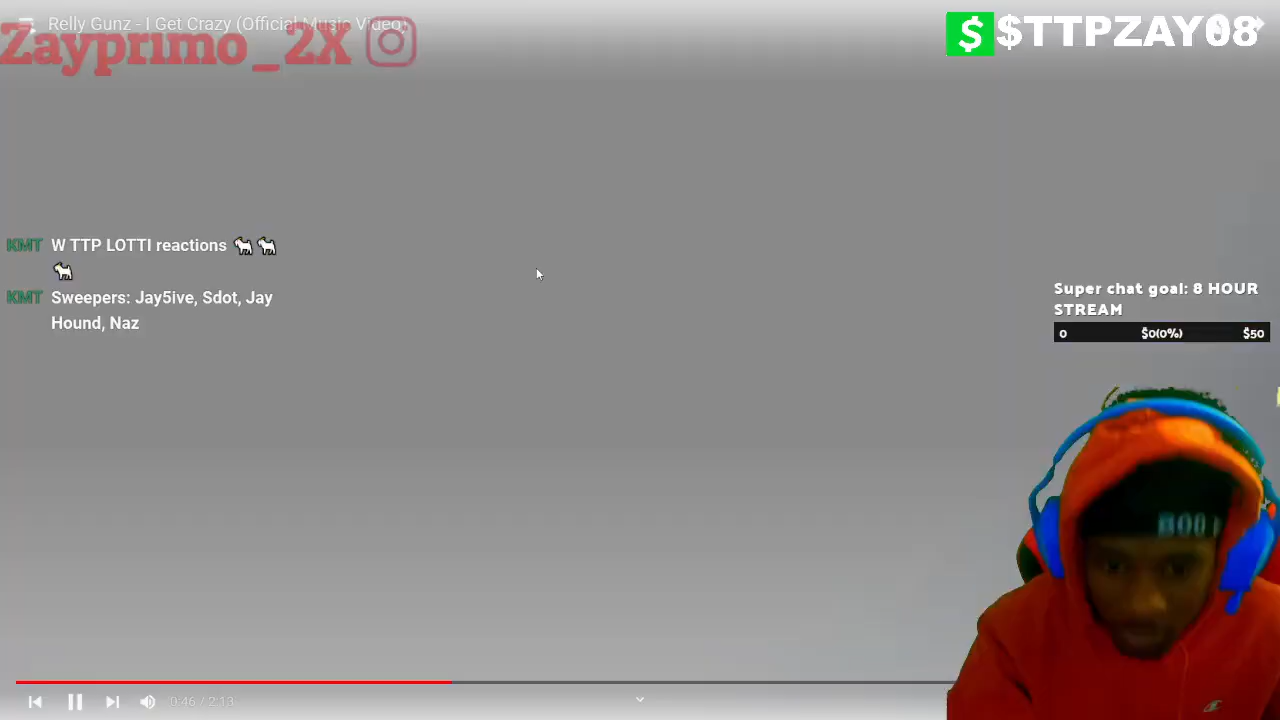 Relly Gunz - I Get Crazy (Official Music Video)
Zayprimo_2X
$ $TTPZAY08
KMT W TTP LOTTI reactions
KMT Sweepers: Jay5ive, Sdot, Jay
Hound, Naz
Super chat goal: 8 HOUR
STREAM
0 $0(0%) $50
0:46 / 2:13